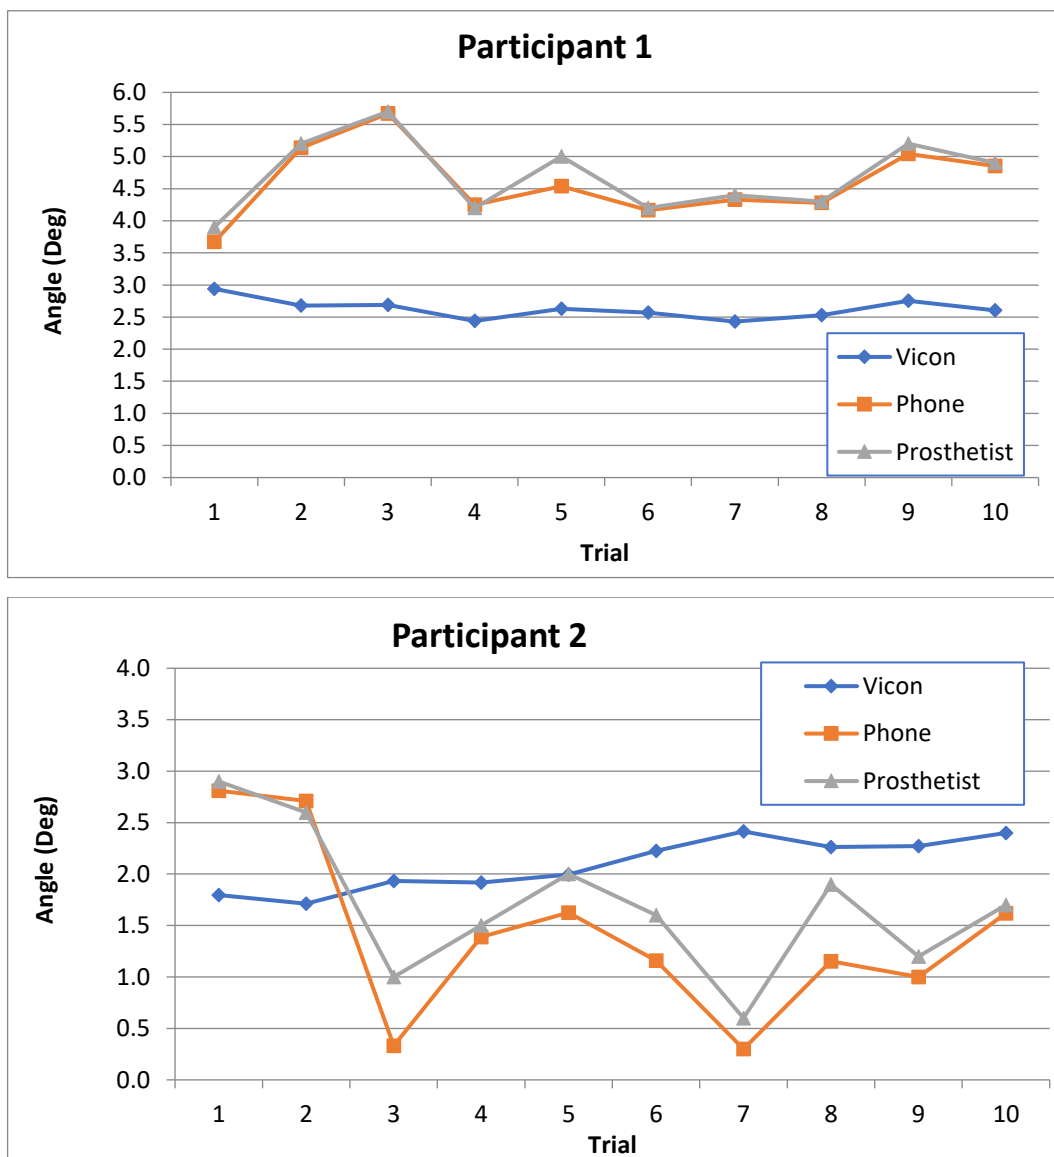 Participant 1
6.0
5.5
5.0
4.5
4.0
3.5
3.0
2.5
2.0
1.5
1.0
0.5
0.0
Angle (Deg)
1 2 3 4 5 6 7 8 9 10
Trial
Vicon
Phone
Prosthetist
Participant 2
4.0
3.5
3.0
2.5
2.0
1.5
1.0
0.5
0.0
Angle (Deg)
1 2 3 4 5 6 7 8 9 10
Trial
Vicon
Phone
Prosthetist